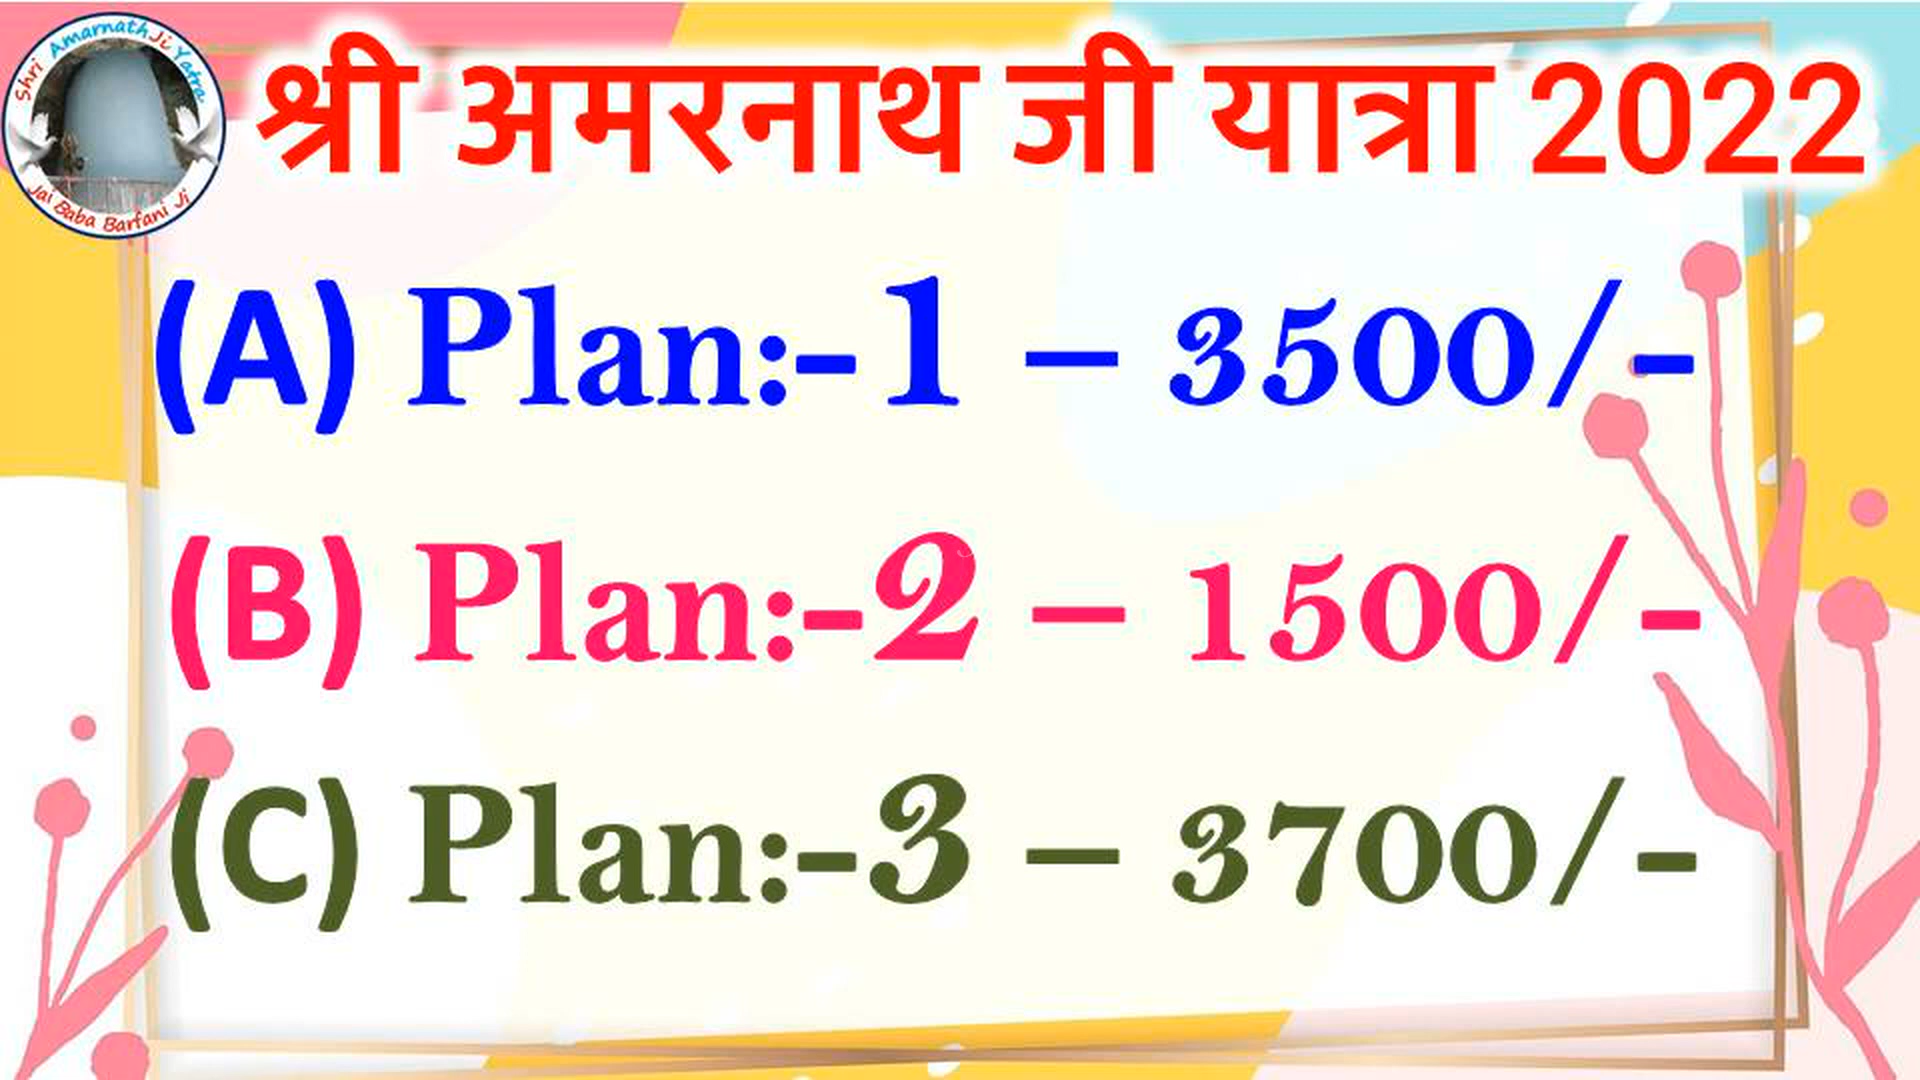 Shri AmarnathJi Yatra
Jai Baba Barfani Ji
श्री अमरनाथ जी यात्रा 2022
(A) Plan:-1 – 3500/-
(B) Plan:-2 – 1500/-
(C) Plan:-3 – 3700/-